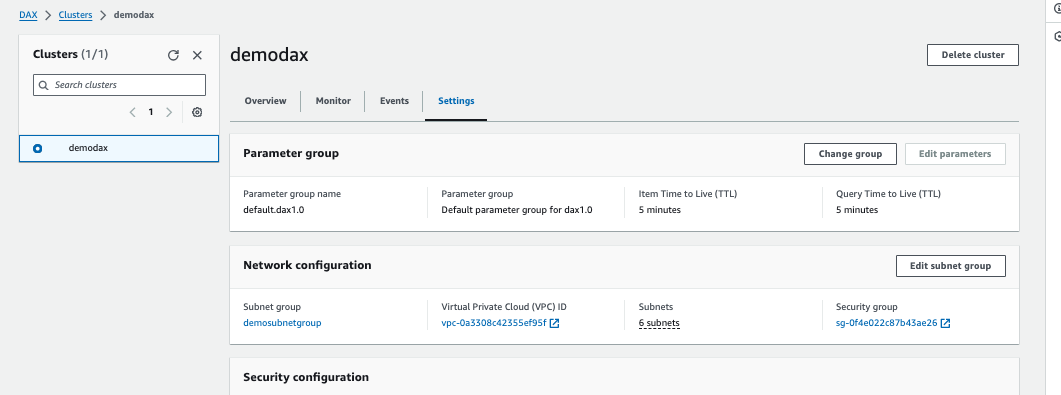 DAX > Clusters > demodax
Clusters (1/1)
Search clusters
1
demodax
demodax
Delete cluster
Overview
Monitor
Events
Settings
Parameter group
Change group
Edit parameters
Parameter group name
default.dax1.0
Parameter group
Default parameter group for dax1.0
Item Time to Live (TTL)
5 minutes
Query Time to Live (TTL)
5 minutes
Network configuration
Edit subnet group
Subnet group
demosubnetgroup
Virtual Private Cloud (VPC) ID
vpc-0a3308c42355ef95f
Subnets
6 subnets
Security group
sg-0f4e022c87b43ae26
Security configuration